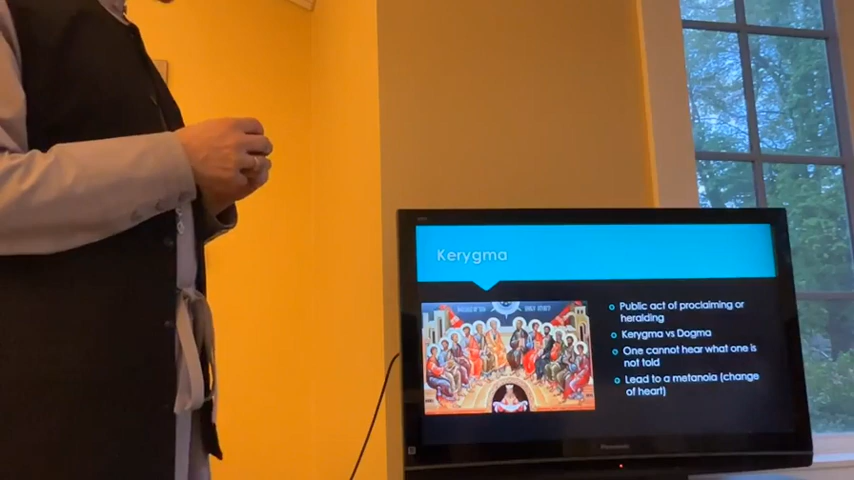 Kerygma
Public act of proclaiming or
heralding
Kerygma vs Dogma
One cannot hear what one is
not told
Lead to a metanoia (change
of heart)
Panasonic